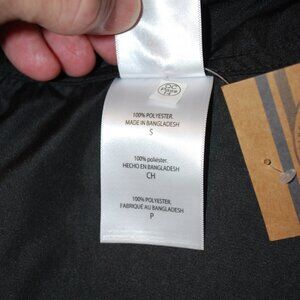 100% POLYESTER.
MADE IN BANGLADESH
S
100% poliéster.
HECHO EN BANGLADESH
CH
100% POLYESTER.
FABRIQUÉ AU BANGLADESH
P